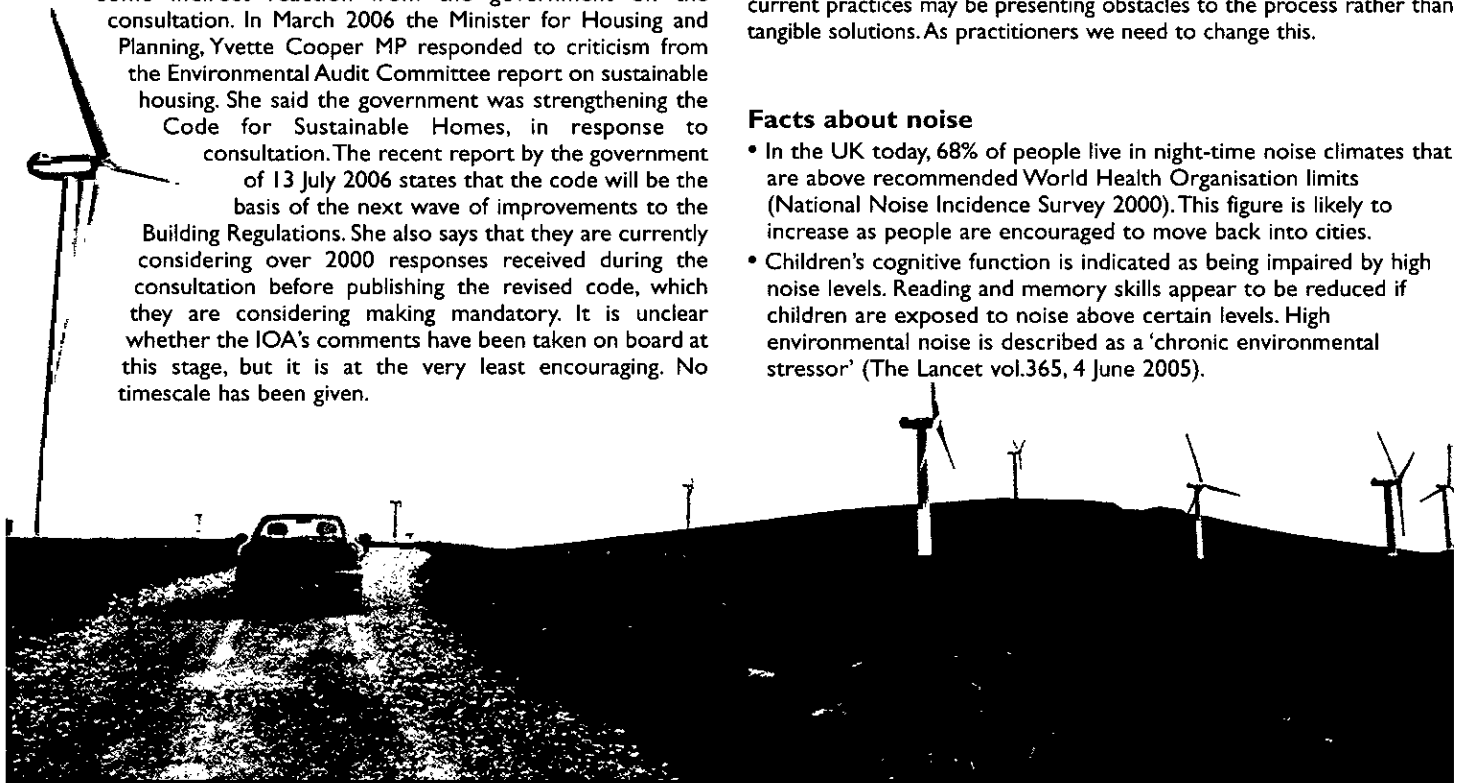 consultation. In March 2006 the Minister for Housing and
Planning, Yvette Cooper MP responded to criticism from
the Environmental Audit Committee report on sustainable
housing. She said the government was strengthening the
Code for Sustainable Homes, in response to
consultation. The recent report by the government
of 13 July 2006 states that the code will be the
basis of the next wave of improvements to the
Building Regulations. She also says that they are currently
considering over 2000 responses received during the
consultation before publishing the revised code, which
they are considering making mandatory. It is unclear
whether the IOA's comments have been taken on board at
this stage, but it is at the very least encouraging. No
timescale has been given.
current practices may be presenting obstacles to the process rather than
tangible solutions. As practitioners we need to change this.
Facts about noise
• In the UK today, 68% of people live in night-time noise climates that
are above recommended World Health Organisation limits
(National Noise Incidence Survey 2000). This figure is likely to
increase as people are encouraged to move back into cities.
• Children's cognitive function is indicated as being impaired by high
noise levels. Reading and memory skills appear to be reduced if
children are exposed to noise above certain levels. High
environmental noise is described as a 'chronic environmental
stressor' (The Lancet vol.365, 4 June 2005).